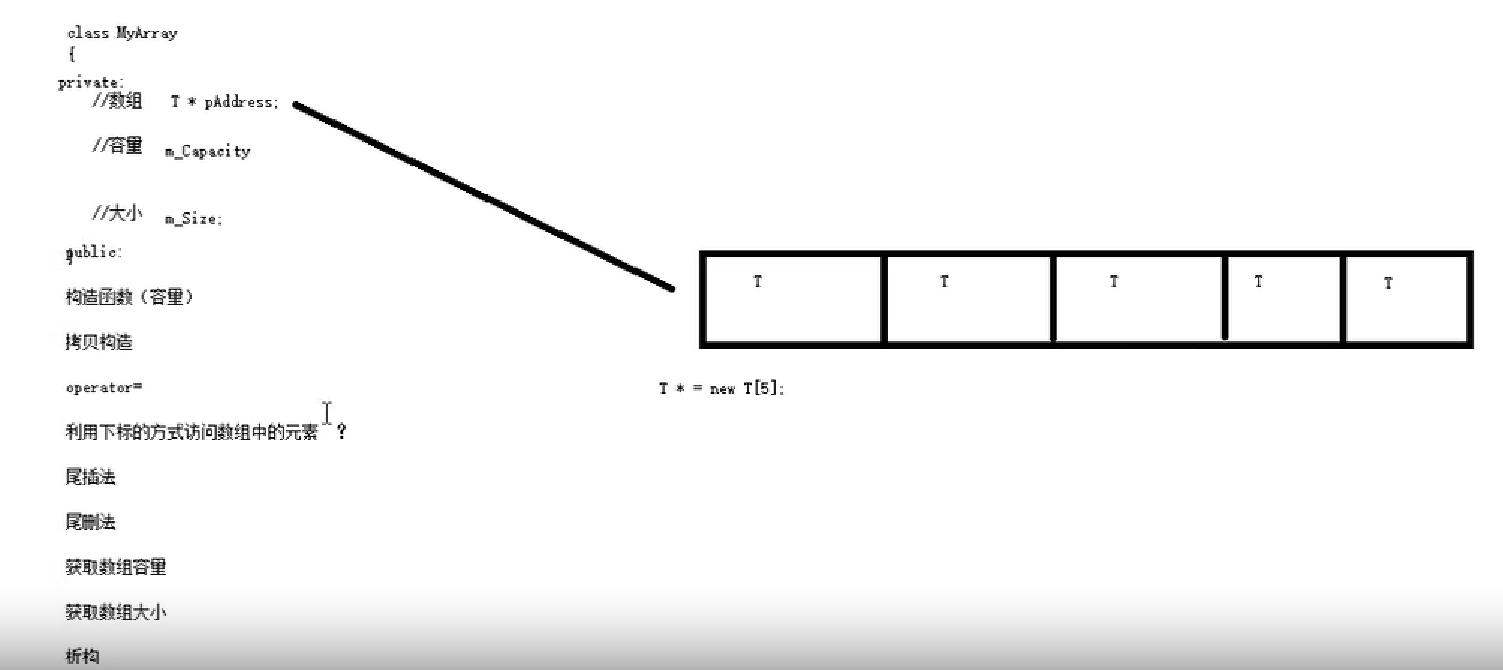 class MyArray
{
private:
//数组 T * pAddress;
//容量 m_Capacity
//大小 m_Size;
public:
构造函数（容量）
拷贝构造
operator=
利用下标的方式访问数组中的元素 ?
尾插法
尾删法
获取数组容量
获取数组大小
析构
T T T T T
T * = new T[5];